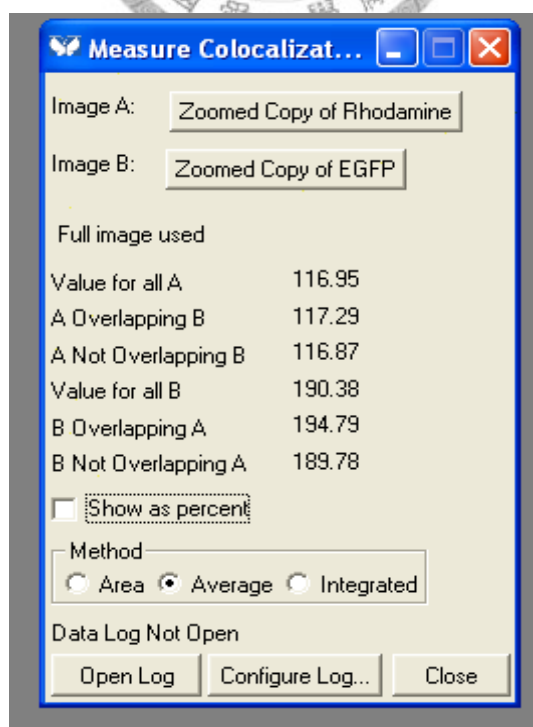 Measure Colocalizat...
Image A: Zoomed Copy of Rhodamine
Image B: Zoomed Copy of EGFP
Full image used
Value for all A 116.95
A Overlapping B 117.29
A Not Overlapping B 116.87
Value for all B 190.38
B Overlapping A 194.79
B Not Overlapping A 189.78
Show as percent
Method
Area Average Integrated
Data Log Not Open
Open Log Configure Log... Close